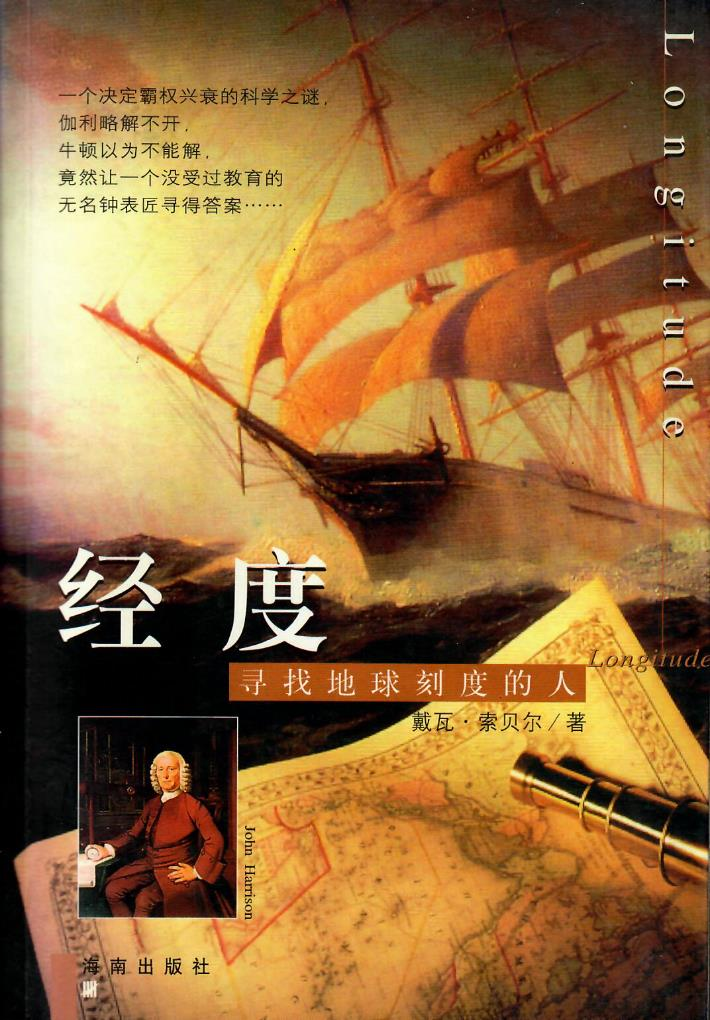 一个决定霸权兴衰的科学之谜,
伽利略解不开,
牛顿以为不能解,
竟然让一个没受过教育的
无名钟表匠寻得答案……
Longitude
经度
Longitude
寻找地球刻度的人
戴瓦·索贝尔/著
John Harrison
海南出版社